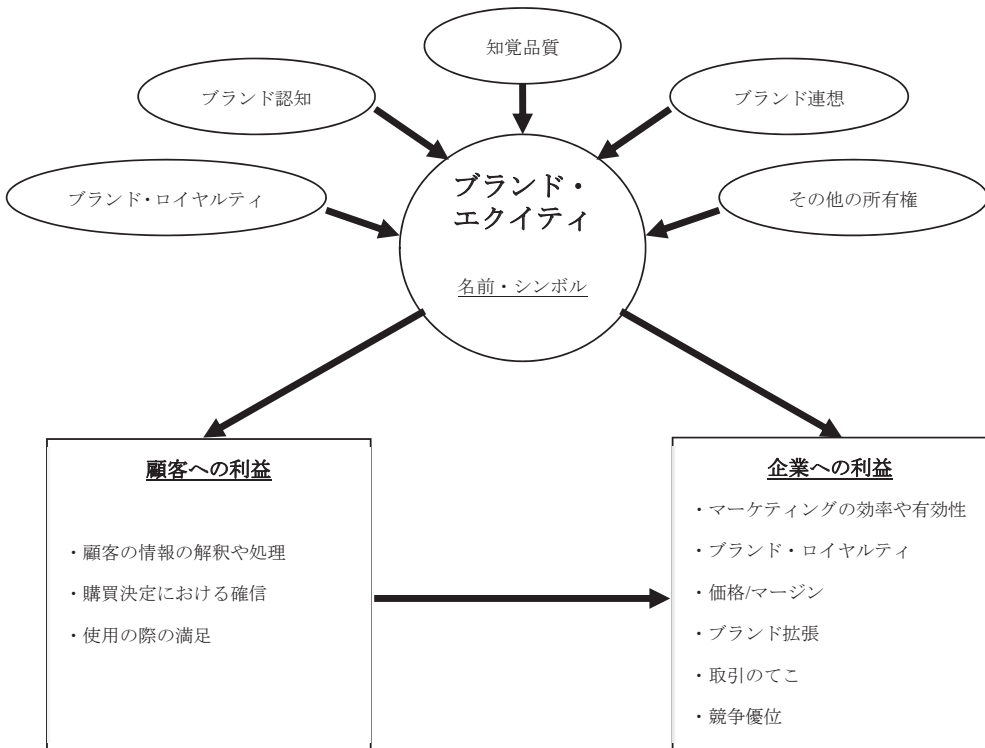 知覚品質
ブランド認知
ブランド連想
ブランド・ロイヤルティ
その他の所有権
ブランド・
エクイティ
名前・シンボル
顧客への利益
・顧客の情報の解釈や処理
・購買決定における確信
・使用の際の満足
企業への利益
・マーケティングの効率や有効性
・ブランド・ロイヤルティ
・価格/マージン
・ブランド拡張
・取引のてこ
・競争優位